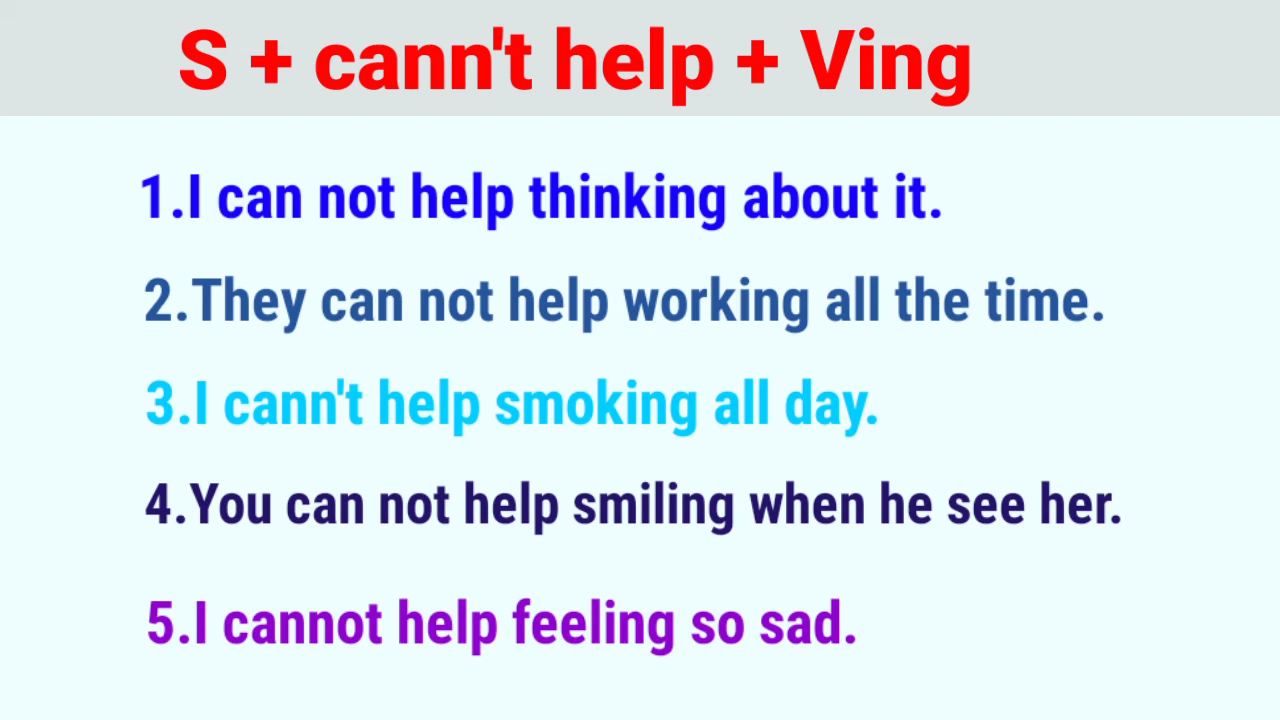 S + cann't help + Ving
1.I can not help thinking about it.
2.They can not help working all the time.
3.I cann't help smoking all day.
4.You can not help smiling when he see her.
5.I cannot help feeling so sad.